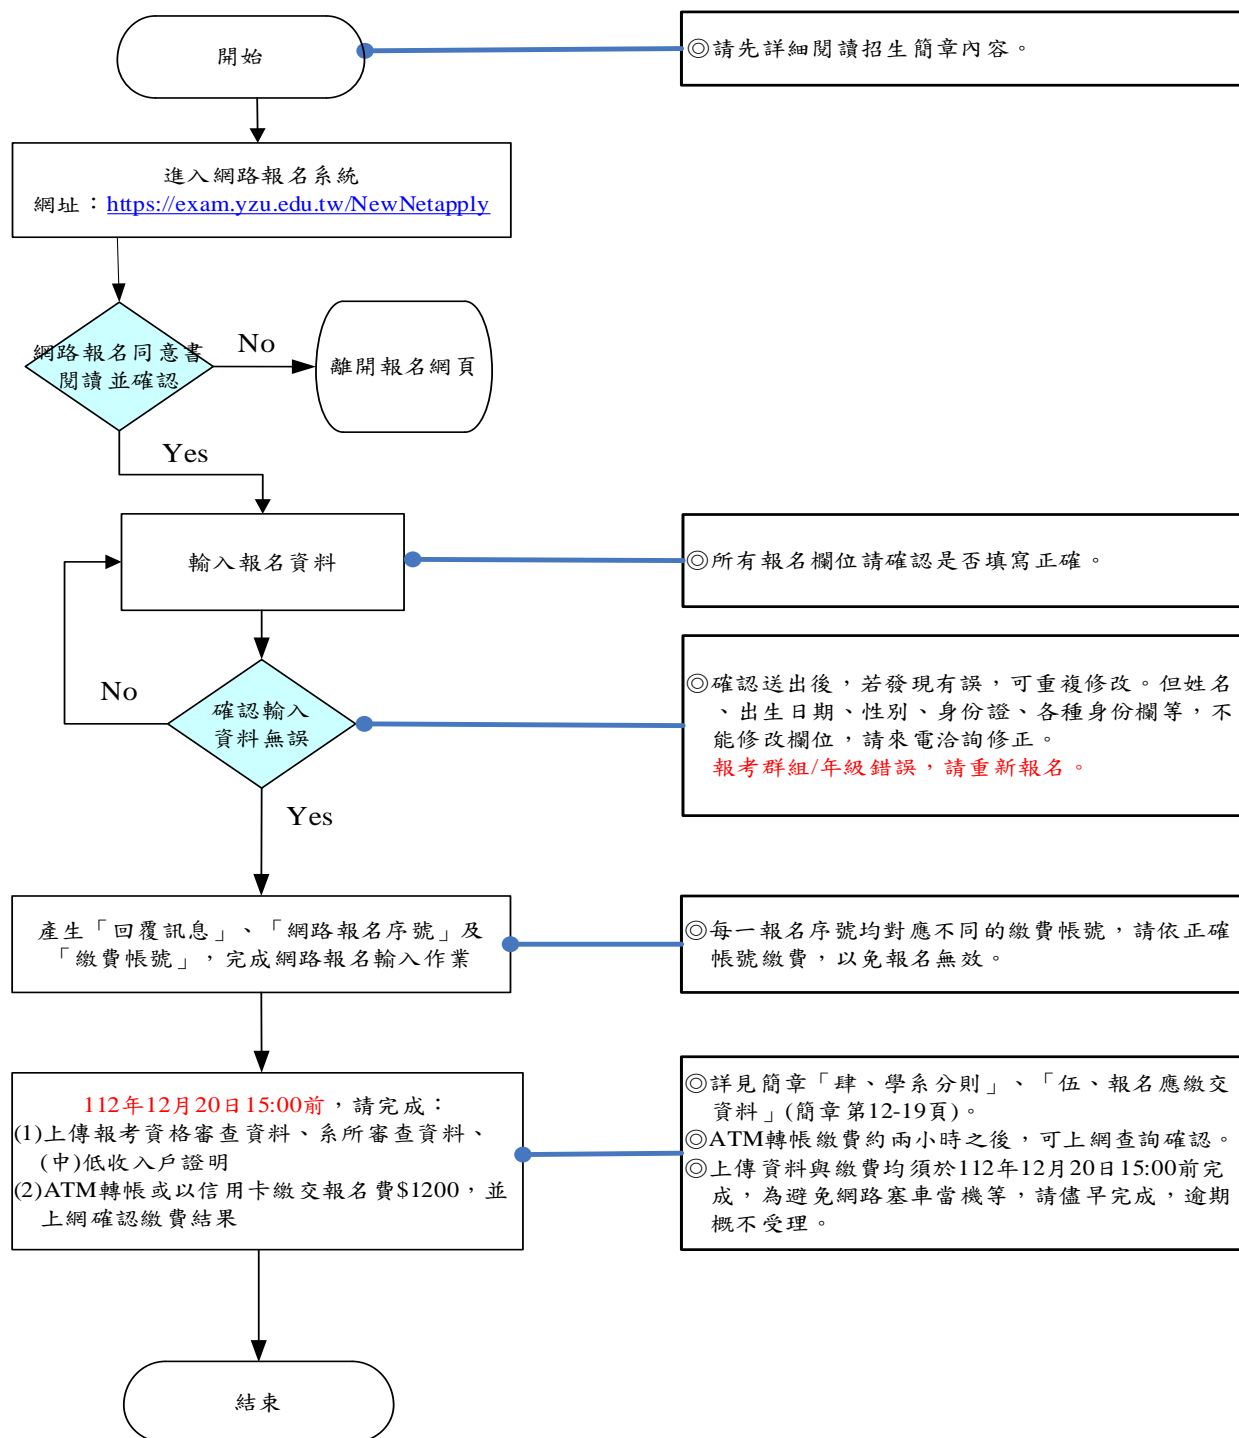 開始
◎請先詳細閱讀招生簡章內容。
進入網路報名系統
網址：https://exam.yzu.edu.tw/NewNetapply
網路報名同意書
閱讀並確認
No
離開報名網頁
Yes
輸入報名資料
◎所有報名欄位請確認是否填寫正確。
No
確認輸入
資料無誤
◎確認送出後，若發現有誤，可重複修改。但姓名
、出生日期、性別、身份證、各種身份欄等，不
能修改欄位，請來電洽詢修正。
報考群組/年級錯誤，請重新報名。
Yes
產生「回覆訊息」、「網路報名序號」及
「繳費帳號」，完成網路報名輸入作業
◎每一報名序號均對應不同的繳費帳號，請依正確
帳號繳費，以免報名無效。
112年12月20日15:00前，請完成：
(1)上傳報考資格審查資料、系所審查資料、
(中)低收入戶證明
(2)ATM轉帳或以信用卡繳交報名費$1200，並
上網確認繳費結果
◎詳見簡章「肆、學系分則」、「伍、報名應繳交
資料」(簡章第12-19頁)。
◎ATM轉帳繳費約兩小時之後，可上網查詢確認。
◎上傳資料與繳費均須於112年12月20日15:00前完
成，為避免網路塞車當機等，請儘早完成，逾期
概不受理。
結束